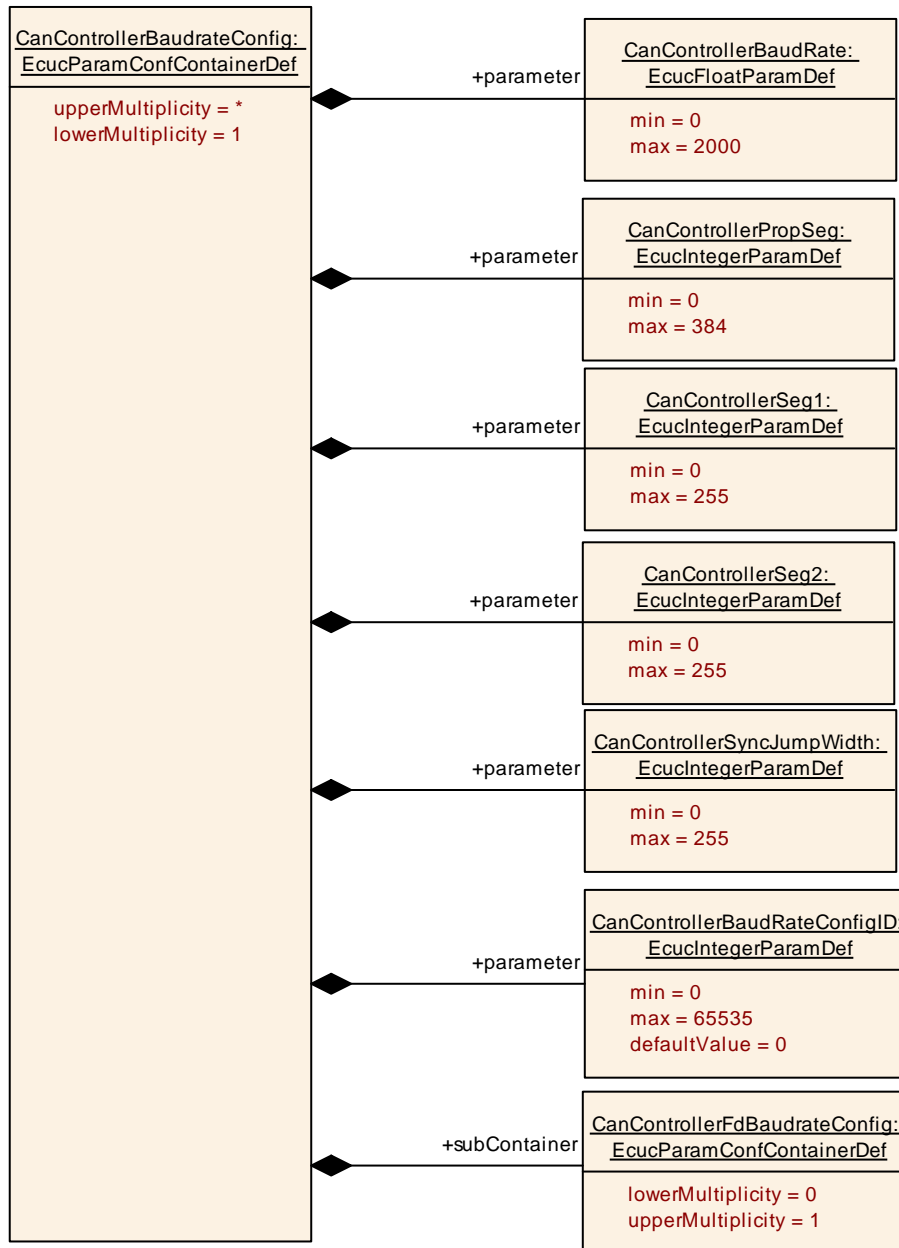 CanControllerBaudrateConfig:
EcucParamConfContainerDef
upperMultiplicity = *
lowerMultiplicity = 1
+parameter
CanControllerBaudRate:
EcucFloatParamDef
min = 0
max = 2000
+parameter
CanControllerPropSeg:
EcucIntegerParamDef
min = 0
max = 384
+parameter
CanControllerSeg1:
EcucIntegerParamDef
min = 0
max = 255
+parameter
CanControllerSeg2:
EcucIntegerParamDef
min = 0
max = 255
+parameter
CanControllerSyncJumpWidth:
EcucIntegerParamDef
min = 0
max = 255
+parameter
CanControllerBaudRateConfigID:
EcucIntegerParamDef
min = 0
max = 65535
defaultValue = 0
+subContainer
CanControllerFdBaudrateConfig:
EcucParamConfContainerDef
lowerMultiplicity = 0
upperMultiplicity = 1